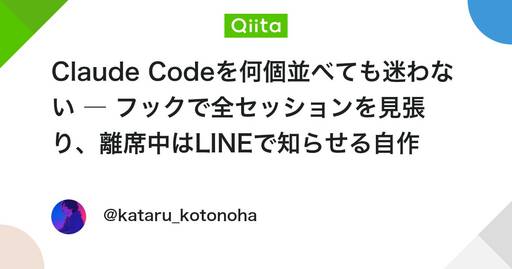 Qiita
Claude Codeを何個並べても迷わな
い ― フックで全セッションを見張
り、離席中はLINEで知らせる自作
@kataru_kotonoha